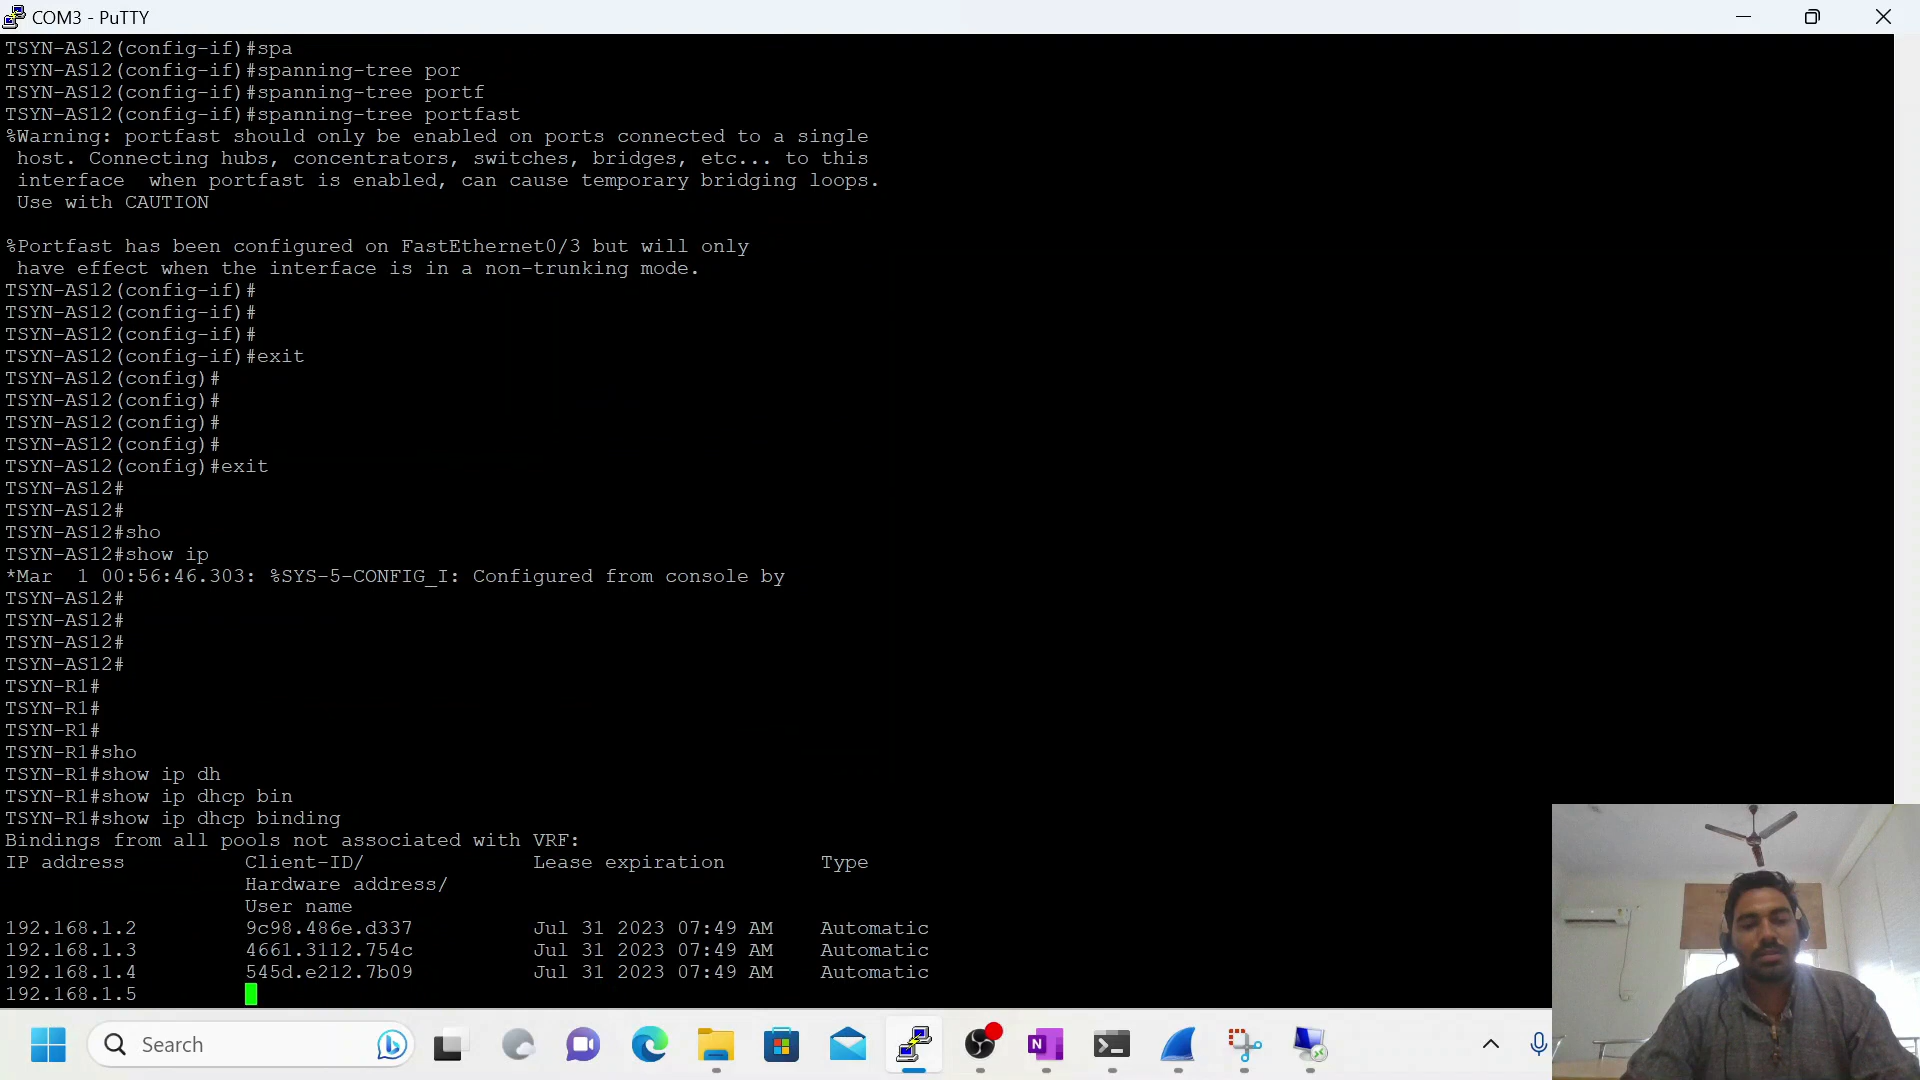 COM3 - PuTTY
TSYN-AS12(config-if)#spa
TSYN-AS12(config-if)#spanning-tree por
TSYN-AS12(config-if)#spanning-tree portf
TSYN-AS12(config-if)#spanning-tree portfast
%Warning: portfast should only be enabled on ports connected to a single
host. Connecting hubs, concentrators, switches, bridges, etc... to this
interface  when portfast is enabled, can cause temporary bridging loops.
Use with CAUTION
%Portfast has been configured on FastEthernet0/3 but will only
have effect when the interface is in a non-trunking mode.
TSYN-AS12(config-if)#
TSYN-AS12(config-if)#
TSYN-AS12(config-if)#
TSYN-AS12(config-if)#exit
TSYN-AS12(config)#
TSYN-AS12(config)#
TSYN-AS12(config)#
TSYN-AS12(config)#
TSYN-AS12(config)#exit
TSYN-AS12#
TSYN-AS12#
TSYN-AS12#sho
TSYN-AS12#show ip
*Mar  1 00:56:46.303: %SYS-5-CONFIG_I: Configured from console by
TSYN-AS12#
TSYN-AS12#
TSYN-AS12#
TSYN-AS12#
TSYN-R1#
TSYN-R1#
TSYN-R1#
TSYN-R1#sho
TSYN-R1#show ip dh
TSYN-R1#show ip dhcp bin
TSYN-R1#show ip dhcp binding
Bindings from all pools not associated with VRF:
IP address          Client-ID/              Lease expiration        Type
Hardware address/
User name
192.168.1.2         9c98.486e.d337          Jul 31 2023 07:49 AM    Automatic
192.168.1.3         4661.3112.754c          Jul 31 2023 07:49 AM    Automatic
192.168.1.4         545d.e212.7b09          Jul 31 2023 07:49 AM    Automatic
192.168.1.5
Search